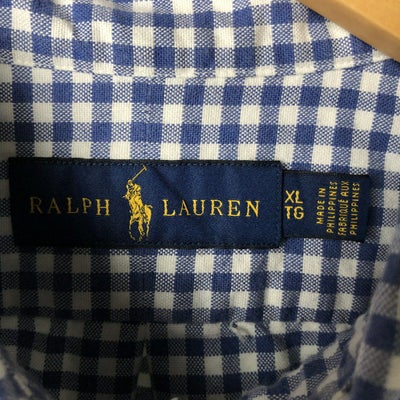 RALPH LAUREN
XL
TG
MADE IN
PHILIPPINES
FABRIQUÉ AUX
PHILIPPINES